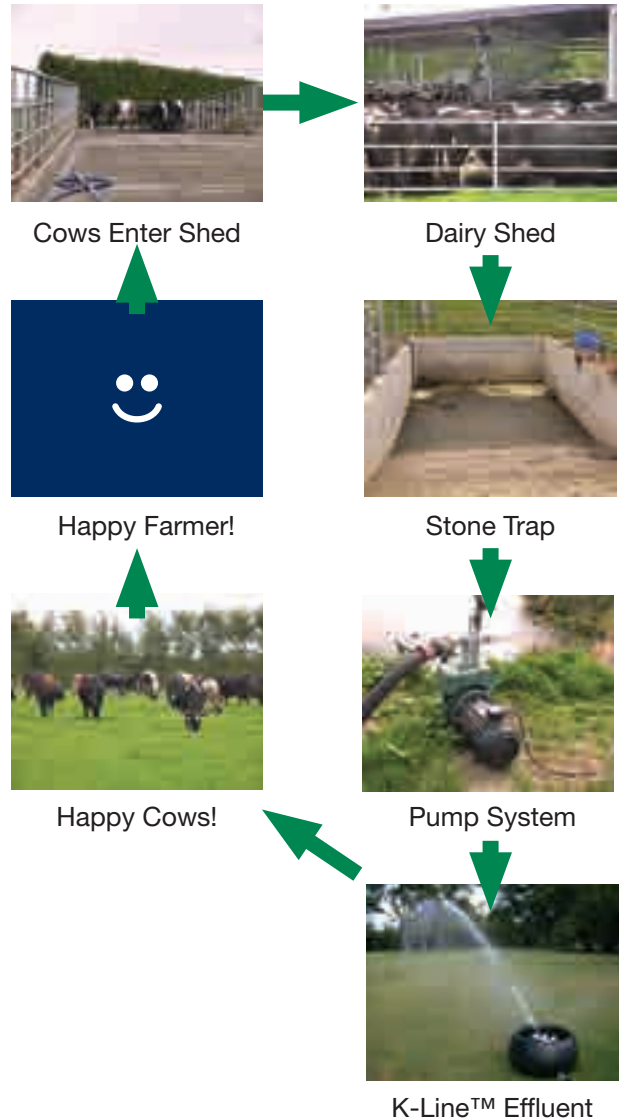 Cows Enter Shed
Dairy Shed
Happy Farmer!
Stone Trap
Happy Cows!
Pump System
K-Line™ Effluent